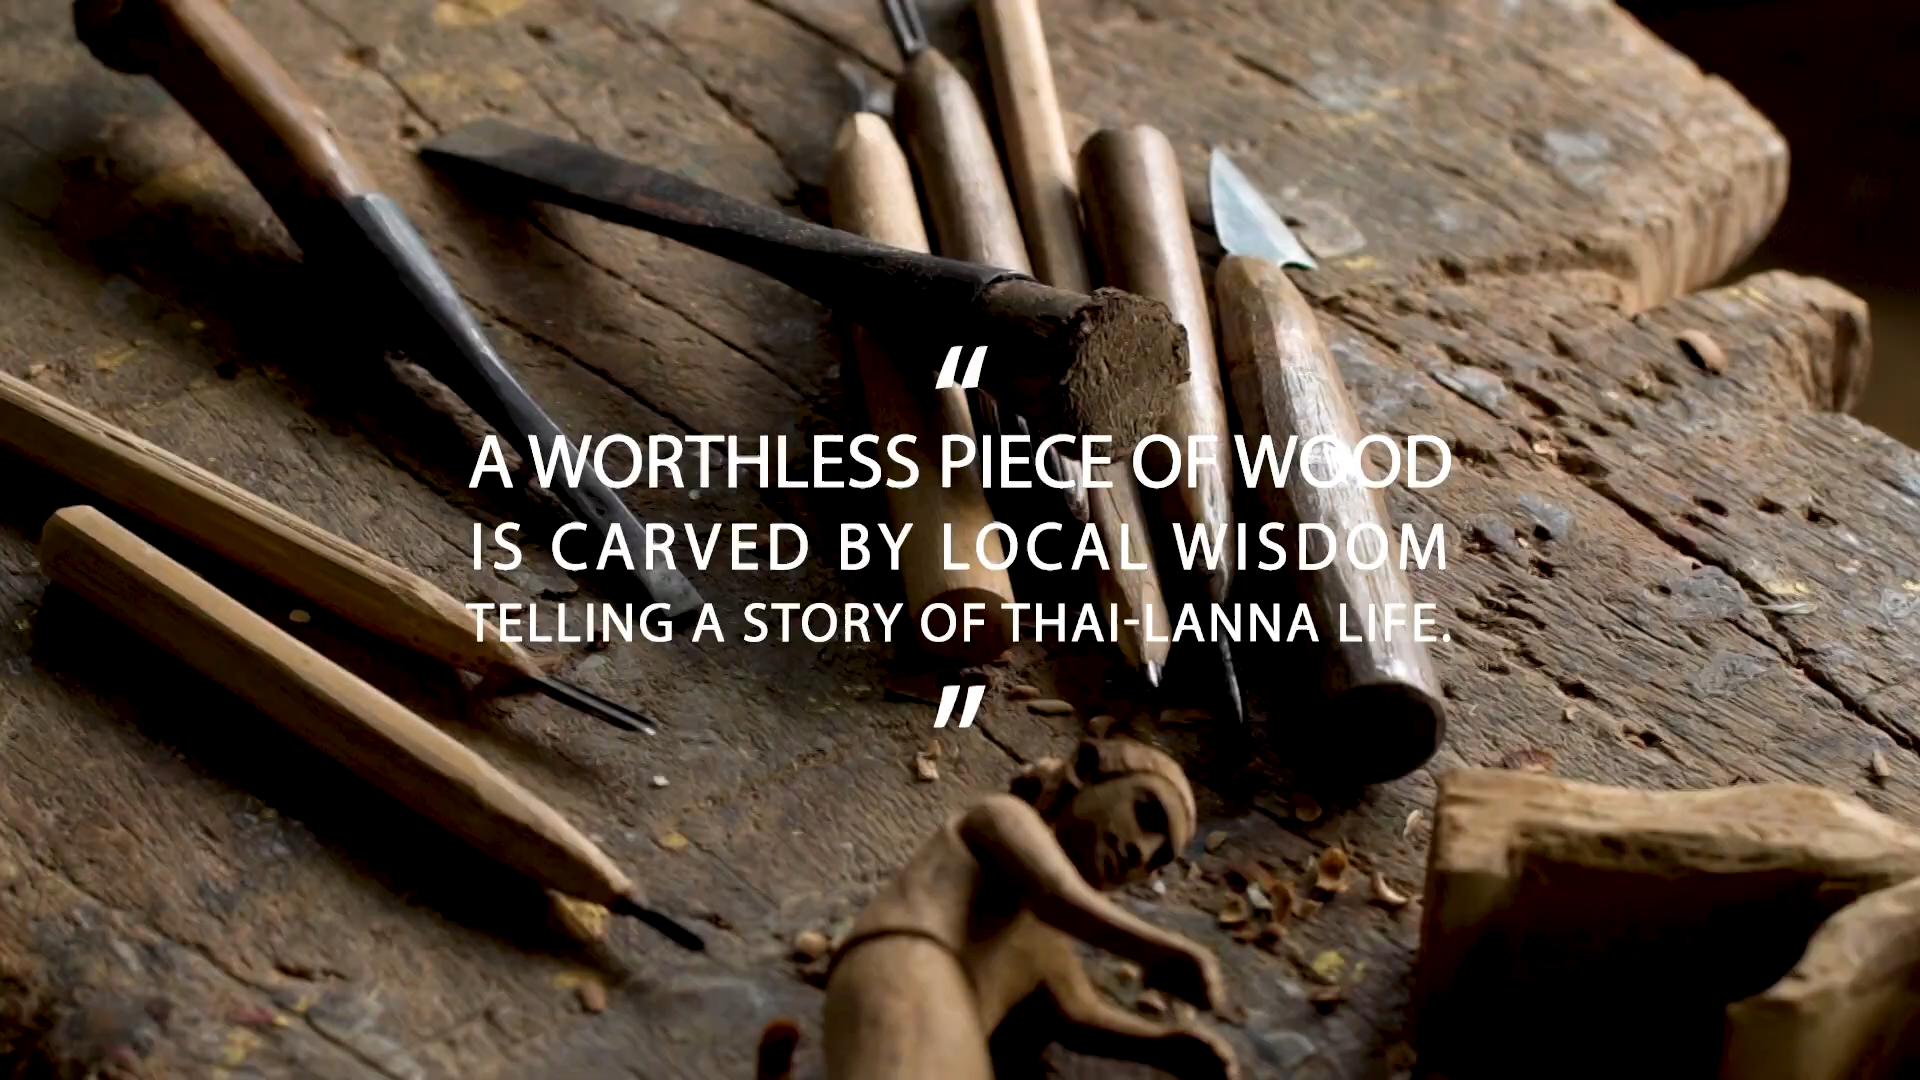 “
A WORTHLESS PIECE OF WOOD
IS CARVED BY LOCAL WISDOM
TELLING A STORY OF THAI-LANNA LIFE.
”